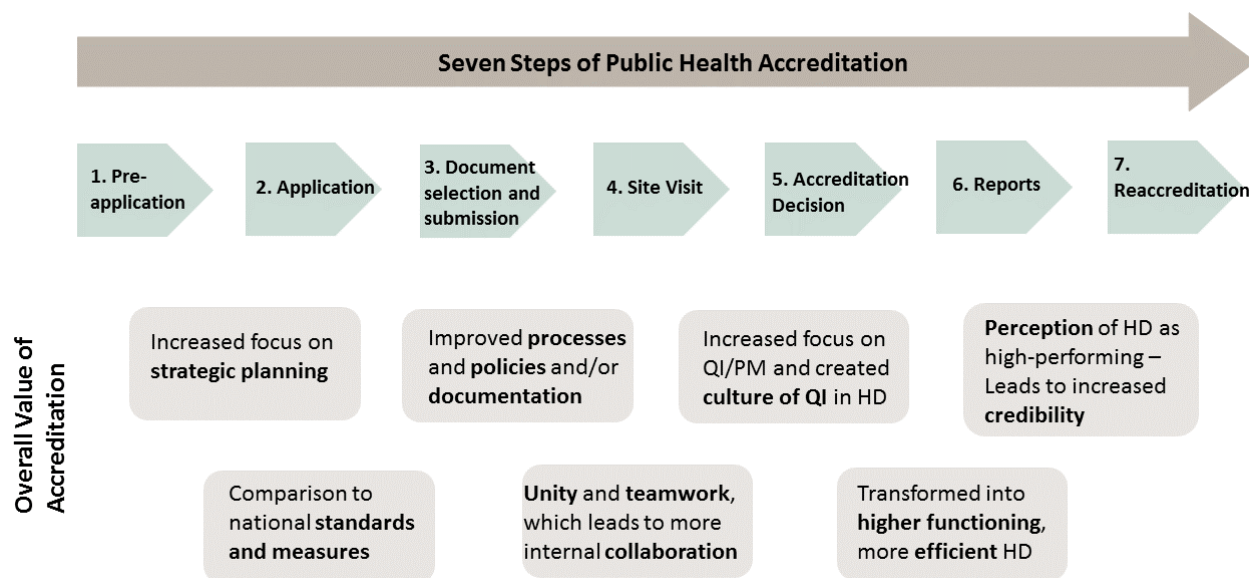 Seven Steps of Public Health Accreditation
1. Pre-
application
2. Application
3. Document
selection and
submission
4. Site Visit
5. Accreditation
Decision
6. Reports
7.
Reaccreditation
Overall Value of
Accreditation
Increased focus on
strategic planning
Improved processes
and policies and/or
documentation
Increased focus on
QI/PM and created
culture of QI in HD
Perception of HD as
high-performing –
Leads to increased
credibility
Comparison to
national standards
and measures
Unity and teamwork,
which leads to more
internal collaboration
Transformed into
higher functioning,
more efficient HD